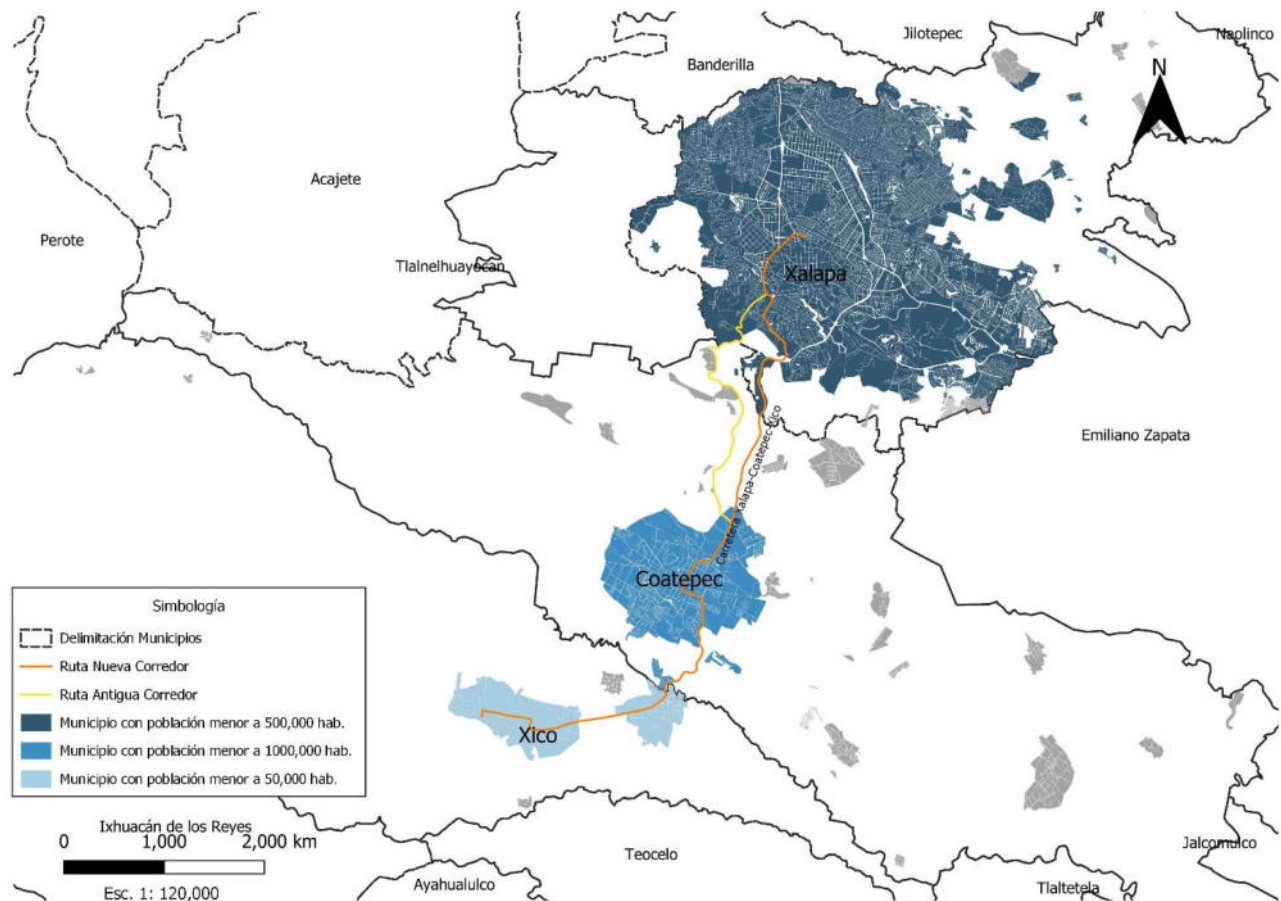 Jilotepec
Naolinco
Banderilla
N
Acajete
Perote
Tlalnelhuayocan
Xalapa
Carretera Xalapa-Coatepec-Xico
Emiliano Zapata
Coatepec
Simbología
Delimitación Municipios
Ruta Nueva Corredor
Ruta Antigua Corredor
Municipio con población menor a 500,000 hab.
Municipio con población menor a 1000,000 hab.
Municipio con población menor a 50,000 hab.
Xico
Ixhuacán de los Reyes
0 1,000 2,000 km
Esc. 1: 120,000
Teocelo
Ayahualulco
Jalcomulco
Tlaltetela